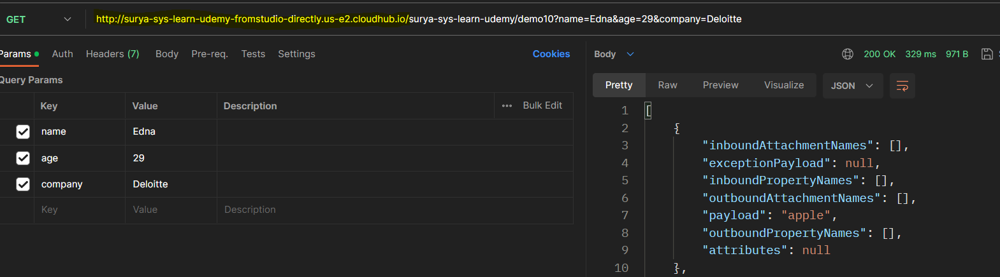 GET http://surya-sys-learn-udemy-fromstudio-directly.us-e2.cloudhub.io/surya-sys-learn-udemy/demo10?name=Edna&age=29&company=Deloitte
Params Auth Headers (7) Body Pre-req. Tests Settings Cookies
Query Params
Key Value Description ••• Bulk Edit
name Edna
age 29
company Deloitte
Key Value Description
Body 200 OK 329 ms 971 B
Pretty Raw Preview Visualize JSON
1 [
2 {
3 "inboundAttachmentNames": [],
4 "exceptionPayload": null,
5 "inboundPropertyNames": [],
6 "outboundAttachmentNames": [],
7 "payload": "apple",
8 "outboundPropertyNames": [],
9 "attributes": null
10 },